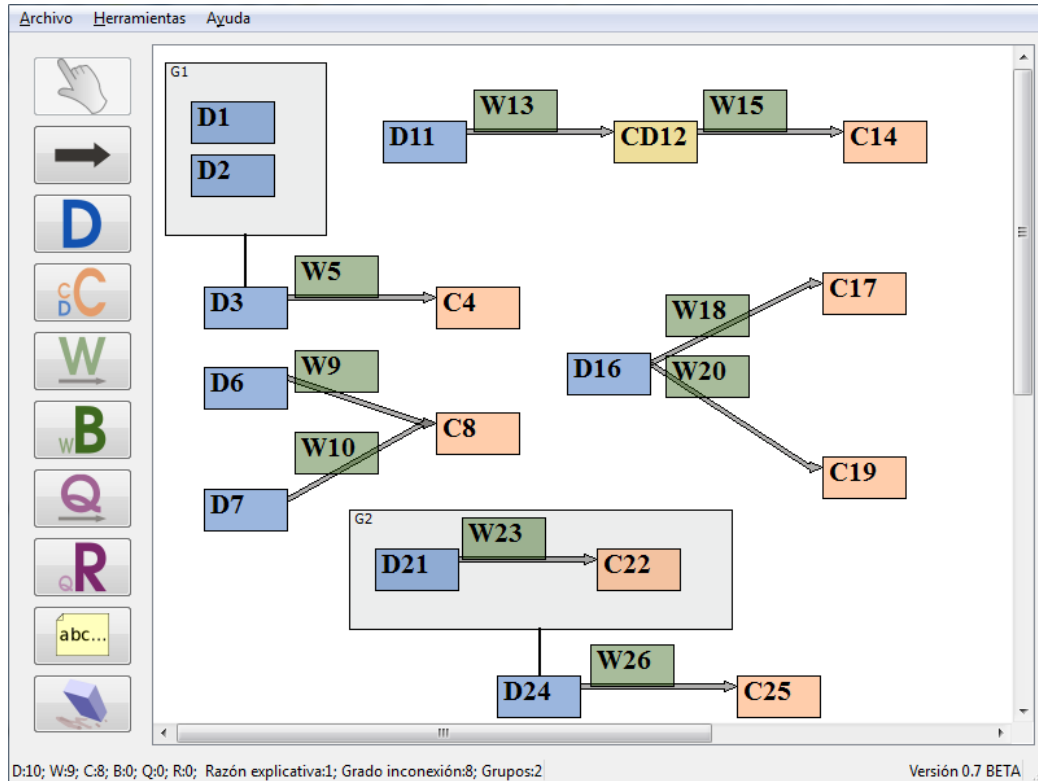 Archivo Herramientas Ayuda
G1
D1
D2
W13
W15
D11
CD12
C14
W5
D3
C4
C17
W18
D16
W20
C19
W9
D6
C8
W10
D7
G2
W23
D21
C22
W26
D24
C25
D
C
C
D
W
W
B
Q
Q
R
abc...
D:10; W:9; C:8; B:0; Q:0; R:0; Razón explicativa:1; Grado inconexión:8; Grupos:2
Versión 0.7 BETA